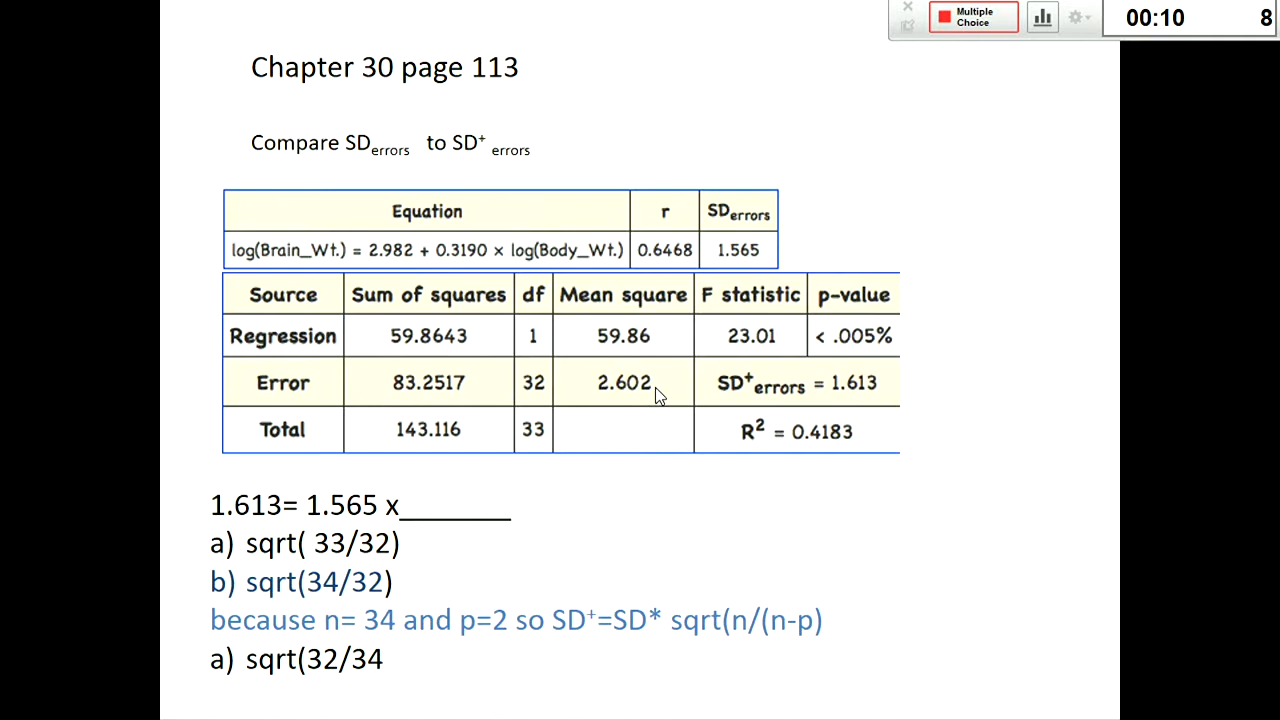 Multiple
Choice
00:10 8
Chapter 30 page 113
Compare SDerrors to SD+ errors
Equation r SDerrors
log(Brain_Wt.) = 2.982 + 0.3190 × log(Body_Wt.) 0.6468 1.565
Source Sum of squares df Mean square F statistic p-value
Regression 59.8643 1 59.86 23.01 < .005%
Error 83.2517 32 2.602 SD+errors = 1.613
Total 143.116 33 R² = 0.4183
1.613= 1.565 x________
a) sqrt( 33/32)
b) sqrt(34/32)
because n= 34 and p=2 so SD+=SD* sqrt(n/(n-p)
a) sqrt(32/34